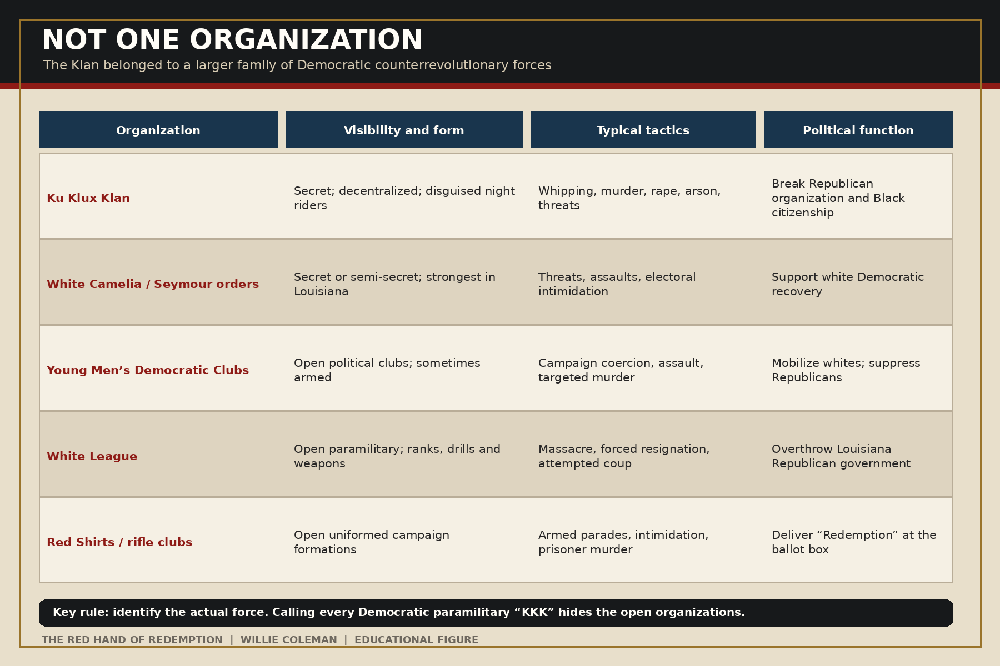 NOT ONE ORGANIZATION
The Klan belonged to a larger family of Democratic counterrevolutionary forces
Organization
Visibility and form
Typical tactics
Political function
Ku Klux Klan
Secret; decentralized; disguised night
riders
Whipping, murder, rape, arson,
threats
Break Republican
organization and Black
citizenship
White Camelia / Seymour orders
Secret or semi-secret; strongest in
Louisiana
Threats, assaults, electoral
intimidation
Support white Democratic
recovery
Young Men’s Democratic Clubs
Open political clubs; sometimes
armed
Campaign coercion, assault,
targeted murder
Mobilize whites; suppress
Republicans
White League
Open paramilitary; ranks, drills and
weapons
Massacre, forced resignation,
attempted coup
Overthrow Louisiana
Republican government
Red Shirts / rifle clubs
Open uniformed campaign
formations
Armed parades, intimidation,
prisoner murder
Deliver “Redemption” at the
ballot box
Key rule: identify the actual force. Calling every Democratic paramilitary “KKK” hides the open organizations.
THE RED HAND OF REDEMPTION | WILLIE COLEMAN | EDUCATIONAL FIGURE